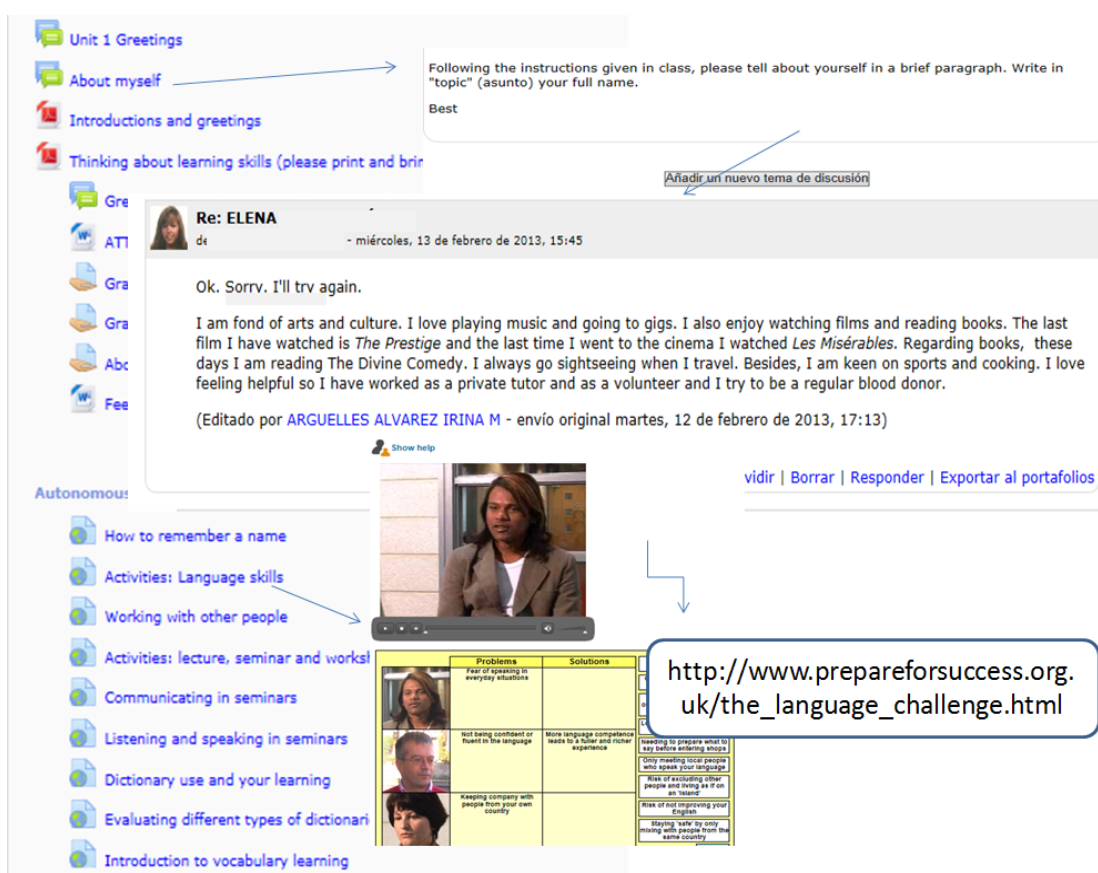 Unit 1 Greetings
About myself
Introductions and greetings
Thinking about learning skills (please print and brin
Gre
ATT
Gra
Gra
Abo
Fee
Following the instructions given in class, please tell about yourself in a brief paragraph. Write in
"topic" (asunto) your full name.
Best
Añadir un nuevo tema de discusión
Re: ELENA
de - miércoles, 13 de febrero de 2013, 15:45
Ok. Sorry. I'll try again.
I am fond of arts and culture. I love playing music and going to gigs. I also enjoy watching films and reading books. The last
film I have watched is The Prestige and the last time I went to the cinema I watched Les Misérables. Regarding books, these
days I am reading The Divine Comedy. I always go sightseeing when I travel. Besides, I am keen on sports and cooking. I love
feeling helpful so I have worked as a private tutor and as a volunteer and I try to be a regular blood donor.
(Editado por ARGUELLES ALVAREZ IRINA M - envío original martes, 12 de febrero de 2013, 17:13)
vidir | Borrar | Responder | Exportar al portafolios
Autonomous
How to remember a name
Activities: Language skills
Working with other people
Activities: lecture, seminar and worksh
Communicating in seminars
Listening and speaking in seminars
Dictionary use and your learning
Evaluating different types of dictionari
Introduction to vocabulary learning
Show help
Problems
Solutions
Fear of speaking in
everyday situations
Not being confident or
fluent in the language
More language competence
leads to a fuller and richer
experience
Keeping company with
people from your own
country
http://www.prepareforsuccess.org.
uk/the_language_challenge.html
Needing to prepare what to
say before entering shops
Only meeting local people
who speak your language
Risk of excluding other
people and living as if on
an 'island'
Risk of not improving your
English
Staying 'safe' by only
mixing with people from the
same country